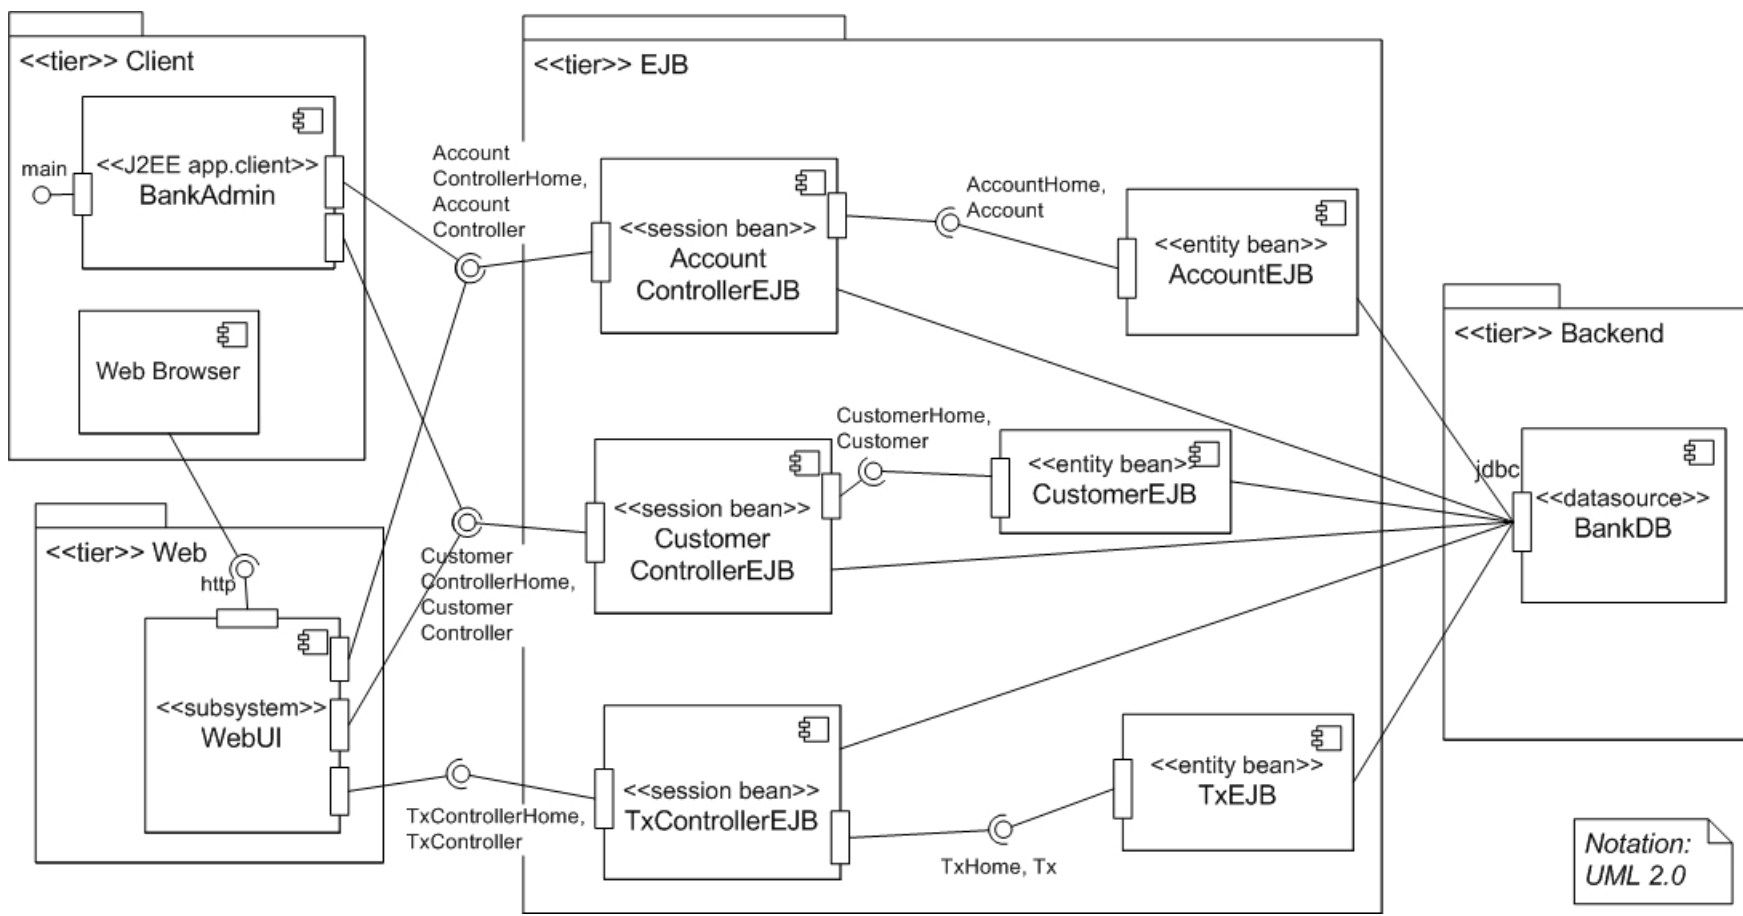 <<tier>> Client
main
<<J2EE app.client>>
BankAdmin
Web Browser
<<tier>> Web
http
<<subsystem>>
WebUI
Account
ControllerHome,
Account
Controller
Customer
ControllerHome,
Customer
Controller
TxControllerHome,
TxController
<<tier>> EJB
<<session bean>>
Account
ControllerEJB
AccountHome,
Account
<<entity bean>>
AccountEJB
<<session bean>>
Customer
ControllerEJB
CustomerHome,
Customer
<<entity bean>>
CustomerEJB
<<session bean>>
TxControllerEJB
TxHome, Tx
<<entity bean>>
TxEJB
<<tier>> Backend
jdbc
<<datasource>>
BankDB
Notation:
UML 2.0